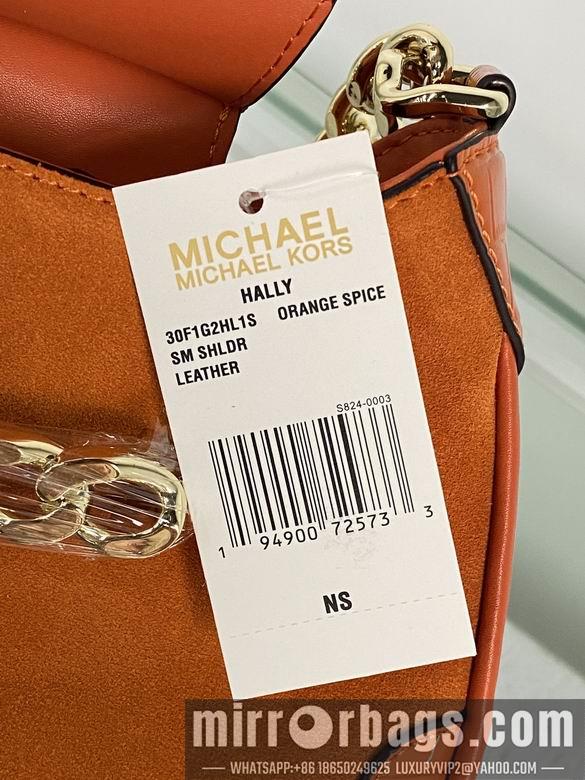 MICHAEL
MICHAEL KORS
HALLY
30F1G2HL1S ORANGE SPICE
SM SHLDR
LEATHER
S824-0003
1 94900 72573 3
NS
mirrorbags.com
WHATSAPP:+86 18650249625 LUXURYVIP2@YAHOO.COM